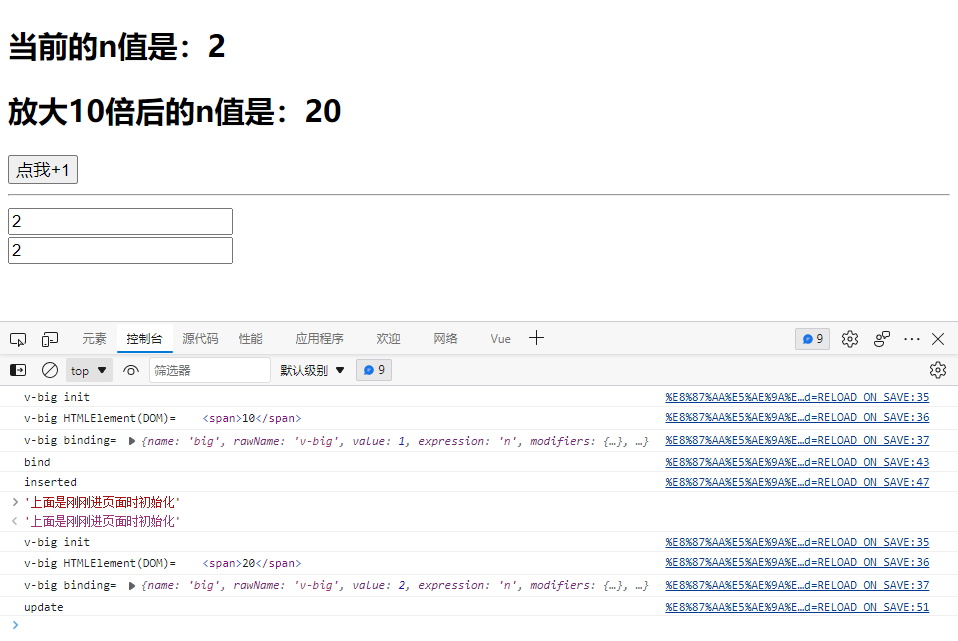 当前的n值是：2
放大10倍后的n值是：20
点我+1
2
2
元素 控制台 源代码 性能 应用程序 欢迎 网络 Vue 9
top 筛选器 默认级别 9
v-big init %E8%87%AA%E5%AE%9A%E…d=RELOAD_ON_SAVE:35
v-big HTMLElement(DOM)= <span>10</span> %E8%87%AA%E5%AE%9A%E…d=RELOAD_ON_SAVE:36
v-big binding= {name: 'big', rawName: 'v-big', value: 1, expression: 'n', modifiers: {…}, …} %E8%87%AA%E5%AE%9A%E…d=RELOAD_ON_SAVE:37
bind %E8%87%AA%E5%AE%9A%E…d=RELOAD_ON_SAVE:43
inserted %E8%87%AA%E5%AE%9A%E…d=RELOAD_ON_SAVE:47
> '上面是刚刚进页面时初始化'
< '上面是刚刚进页面时初始化'
v-big init %E8%87%AA%E5%AE%9A%E…d=RELOAD_ON_SAVE:35
v-big HTMLElement(DOM)= <span>20</span> %E8%87%AA%E5%AE%9A%E…d=RELOAD_ON_SAVE:36
v-big binding= {name: 'big', rawName: 'v-big', value: 2, expression: 'n', modifiers: {…}, …} %E8%87%AA%E5%AE%9A%E…d=RELOAD_ON_SAVE:37
update %E8%87%AA%E5%AE%9A%E…d=RELOAD_ON_SAVE:51
>